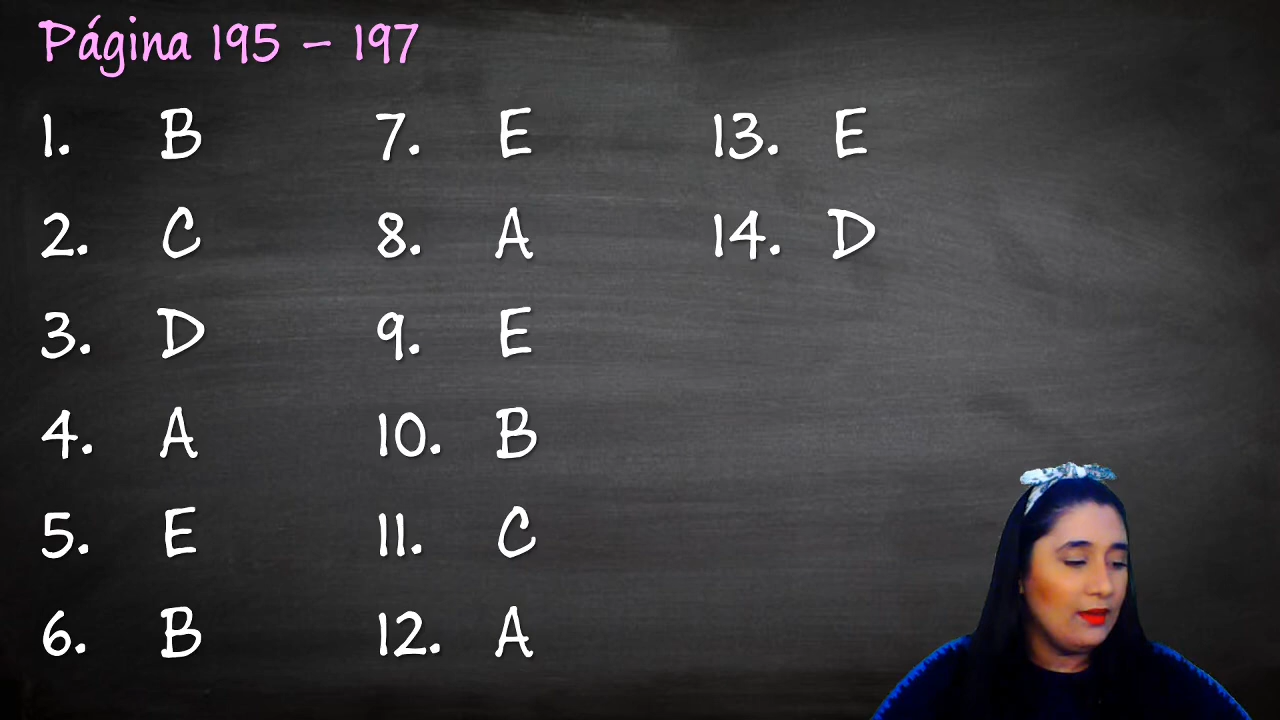 Página 195 – 197
1. B
2. C
3. D
4. A
5. E
6. B
7. E
8. A
9. E
10. B
11. C
12. A
13. E
14. D